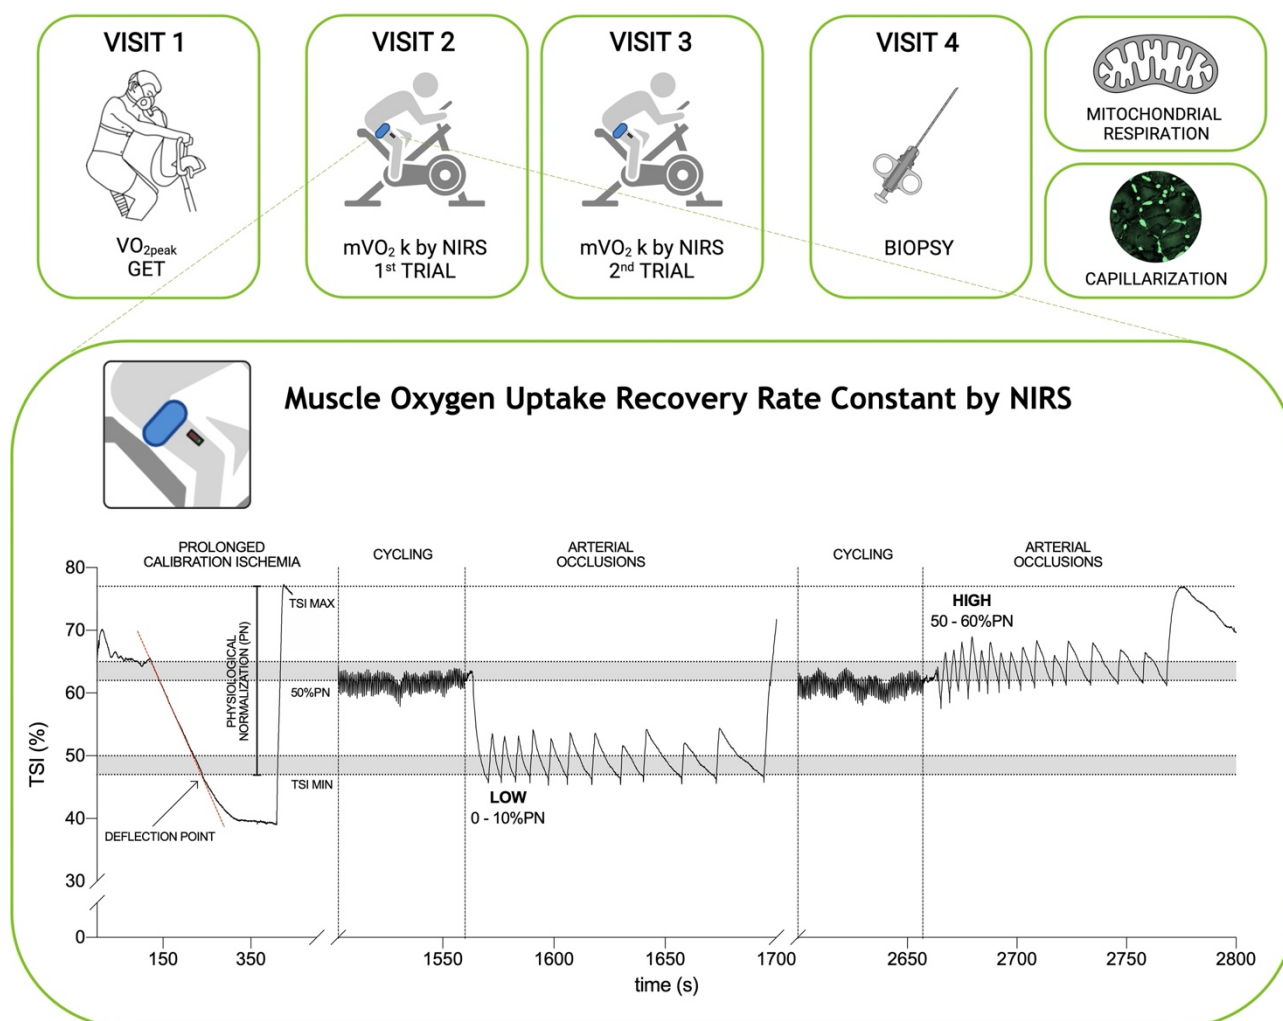 VISIT 1
VO2peak
GET
VISIT 2
mVO2 k by NIRS
1st TRIAL
VISIT 3
mVO2 k by NIRS
2nd TRIAL
VISIT 4
BIOPSY
MITOCHONDRIAL
RESPIRATION
CAPILLARIZATION
Muscle Oxygen Uptake Recovery Rate Constant by NIRS
PROLONGED
CALIBRATION ISCHEMIA
CYCLING
ARTERIAL
OCCLUSIONS
CYCLING
ARTERIAL
OCCLUSIONS
TSI (%)
80
70
60
50
40
30
0
PHYSIOLOGICAL
NORMALIZATION (PN)
TSI MAX
50%PN
TSI MIN
DEFLECTION POINT
LOW
0 - 10%PN
HIGH
50 - 60%PN
150
350
1550
1600
1650
1700
2650
2700
2750
2800
time (s)